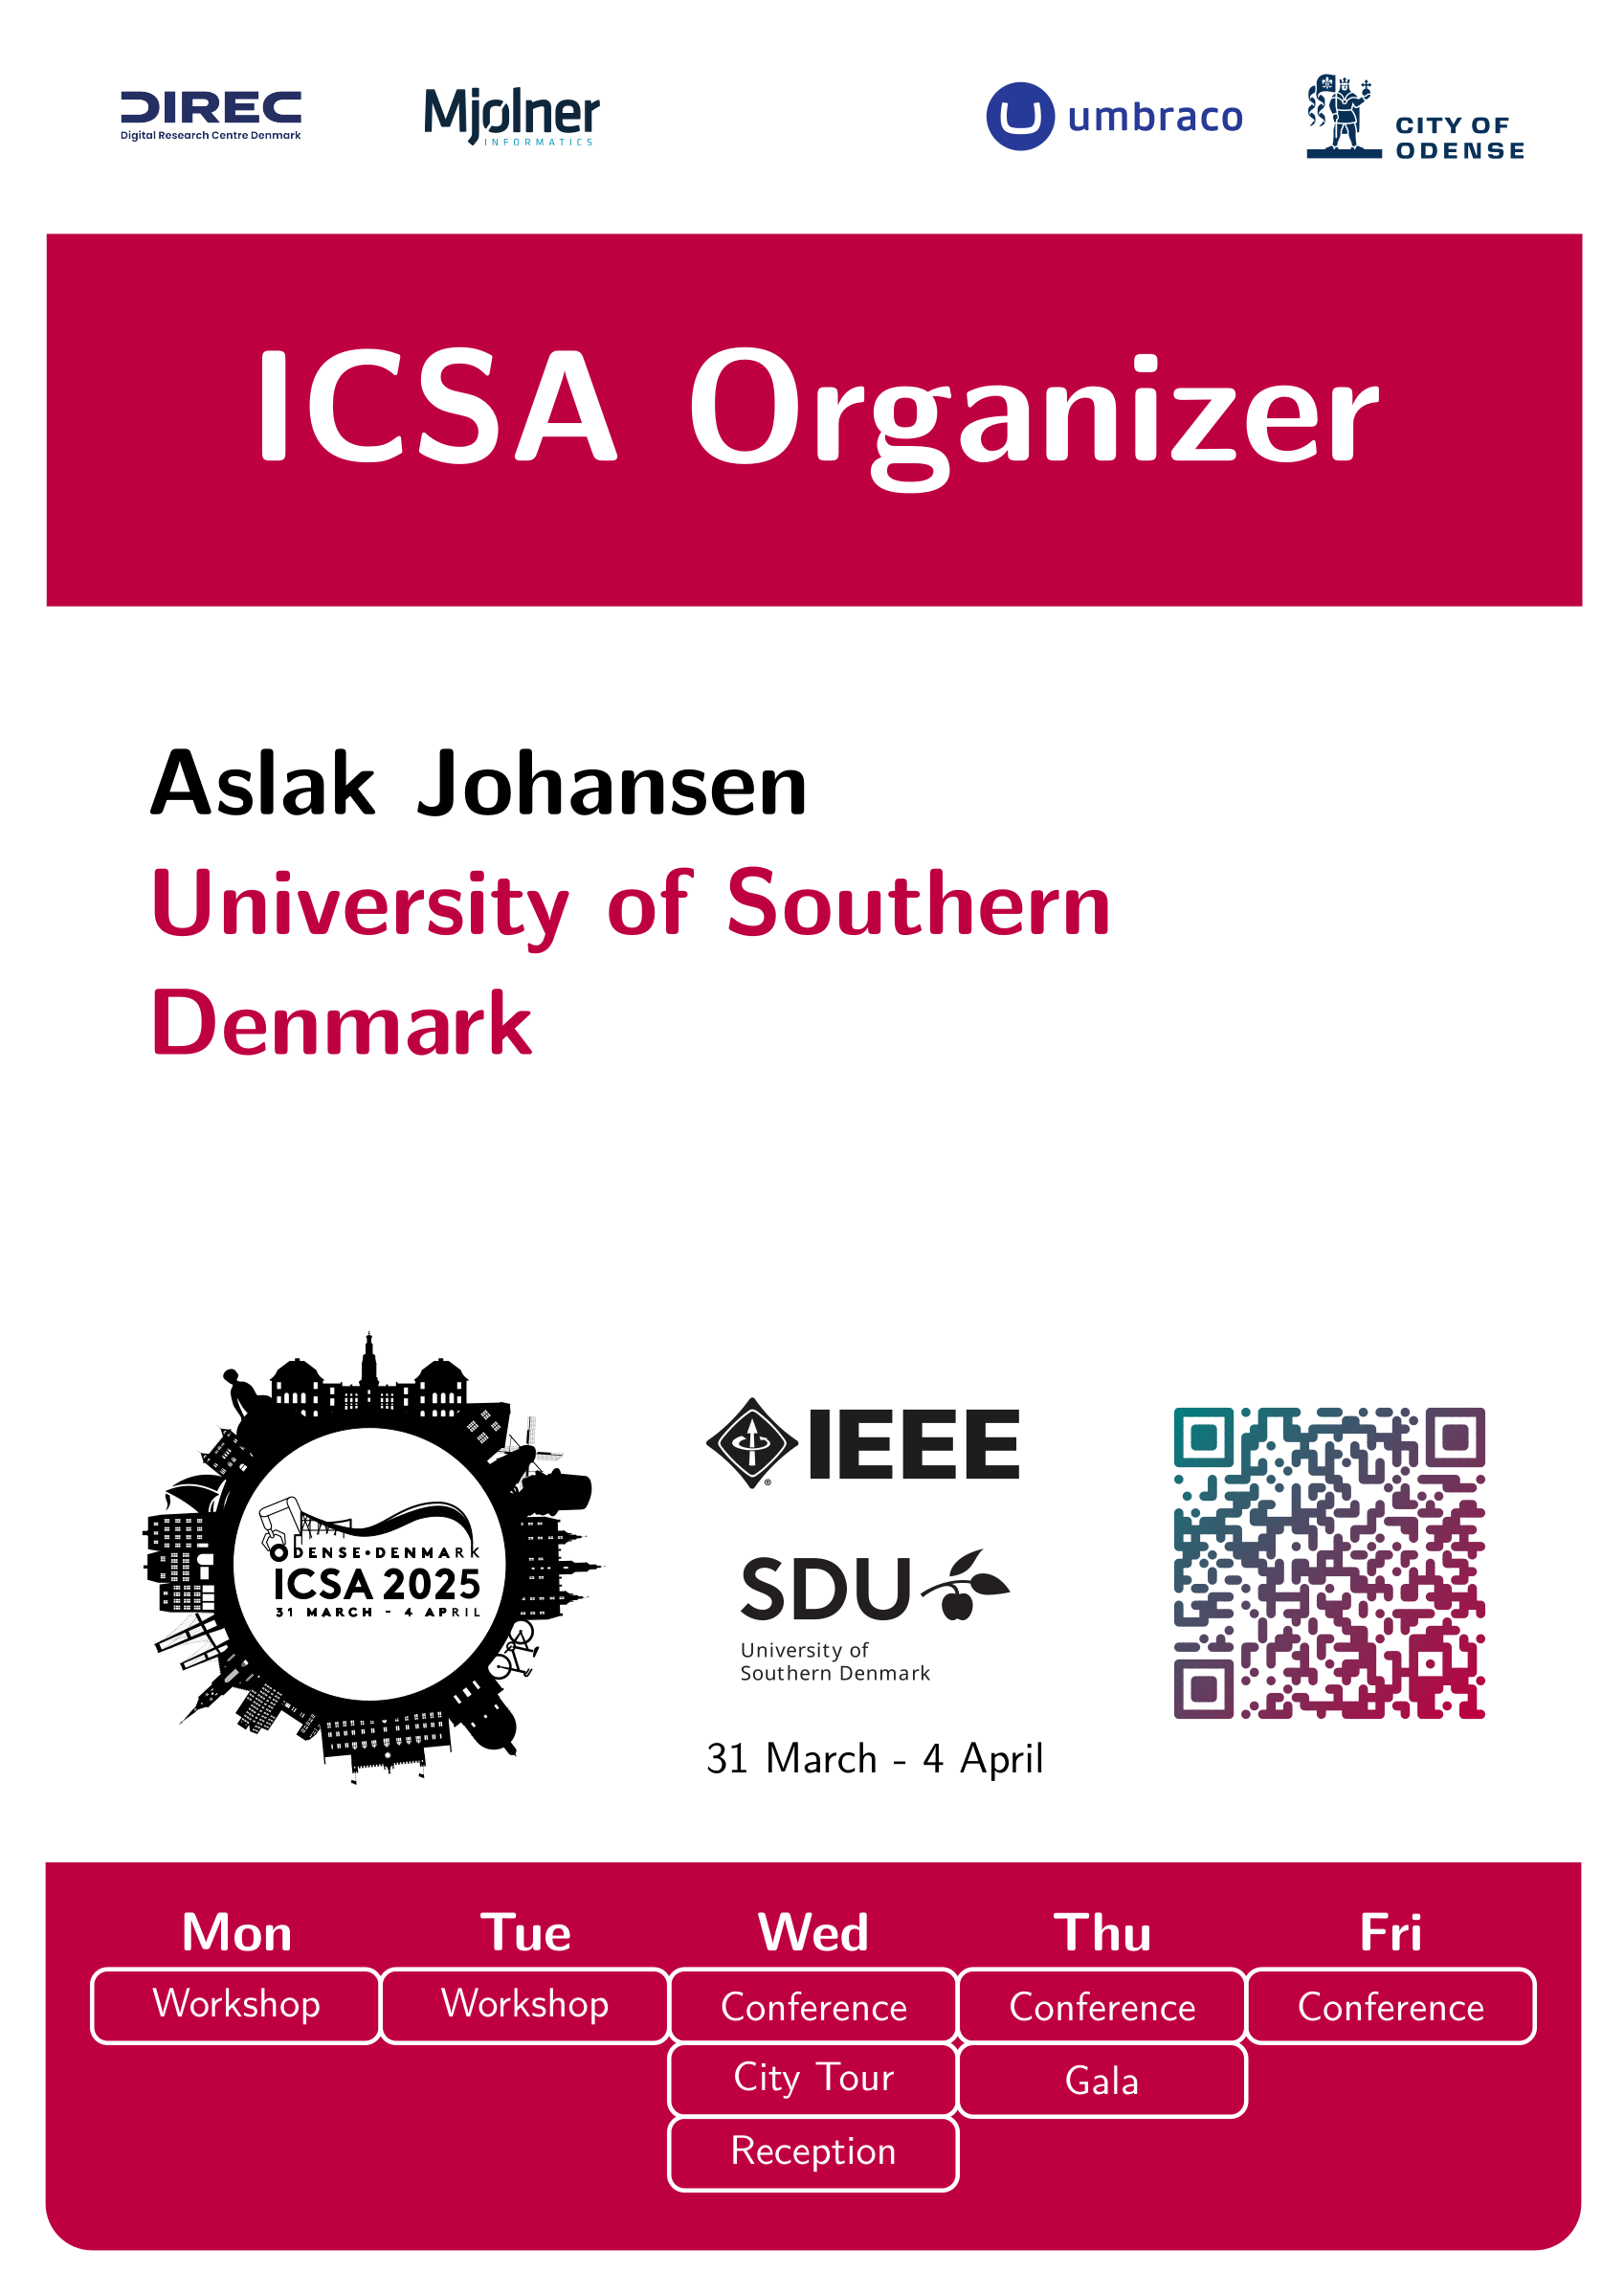 DIREC
Digital Research Centre Denmark
Mjølner
INFORMATICS
umbraco
CITY OF
ODENSE
ICSA Organizer
Aslak Johansen
University of Southern
Denmark
ODENSE•DENMARK
ICSA 2025
31 MARCH - 4 APRIL
IEEE
®
SDU
University of
Southern Denmark
31 March - 4 April
Mon Tue Wed Thu Fri
Workshop Workshop Conference Conference Conference
City Tour Gala
Reception